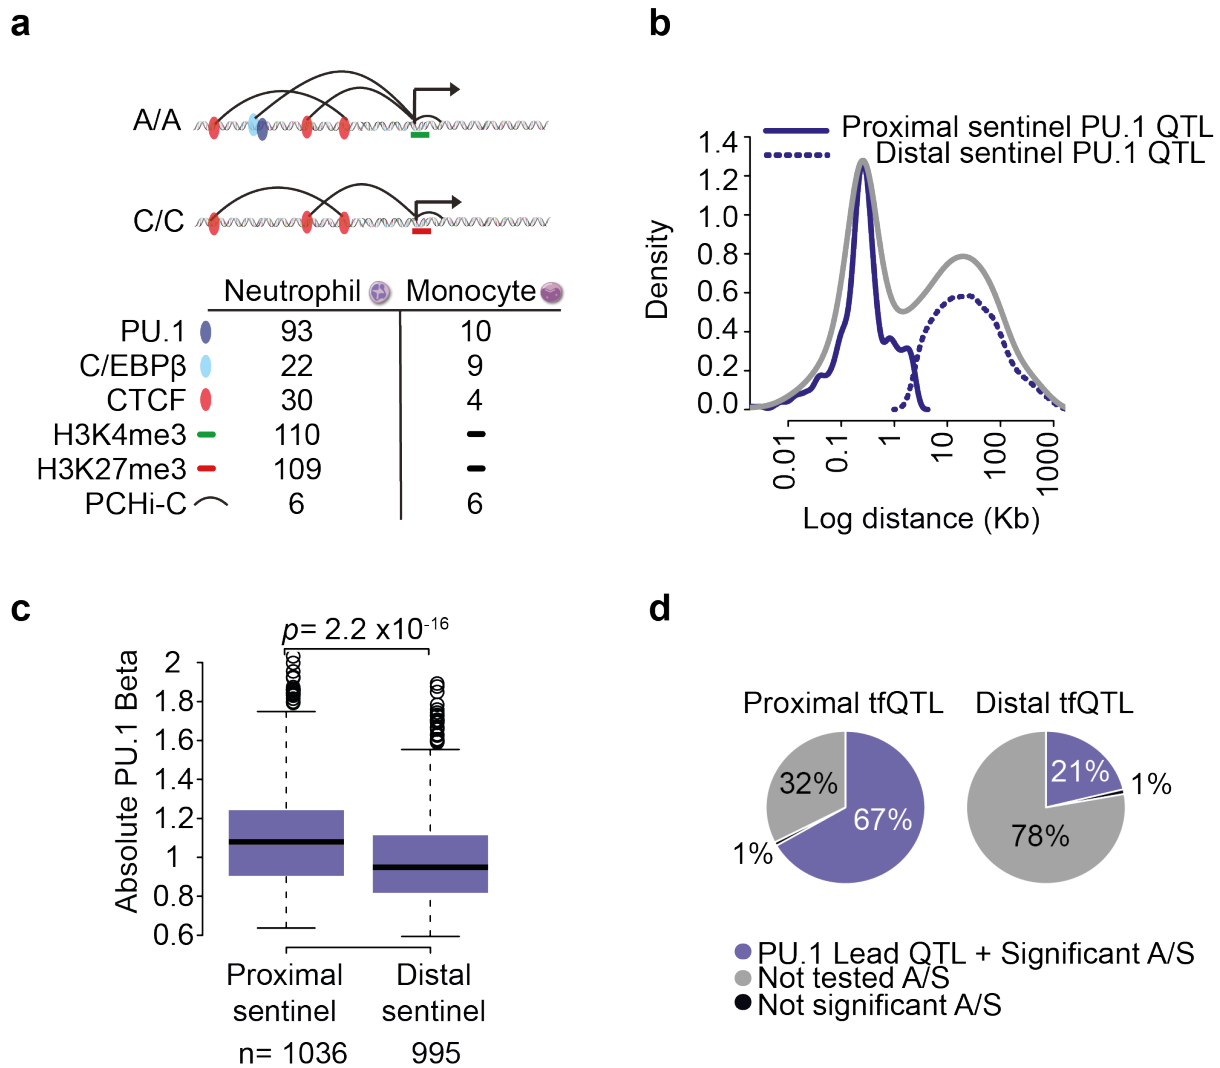 a
A/A
C/C
Neutrophil Monocyte
PU.1 93 10
C/EBPβ 22 9
CTCF 30 4
H3K4me3 110 -
H3K27me3 109 -
PCHi-C 6 6
b
Proximal sentinel PU.1 QTL
Distal sentinel PU.1 QTL
Density
1.4
1.2
1.0
0.8
0.6
0.4
0.2
0.0
0.01 0.1 1 10 100 1000
Log distance (Kb)
c
p= 2.2 x10-16
Absolute PU.1 Beta
2
1.8
1.6
1.4
1.2
1
0.8
0.6
Proximal sentinel
Distal sentinel
n= 1036 995
d
Proximal tfQTL Distal tfQTL
32% 67% 1%
21% 1% 78%
PU.1 Lead QTL + Significant A/S
Not tested A/S
Not significant A/S